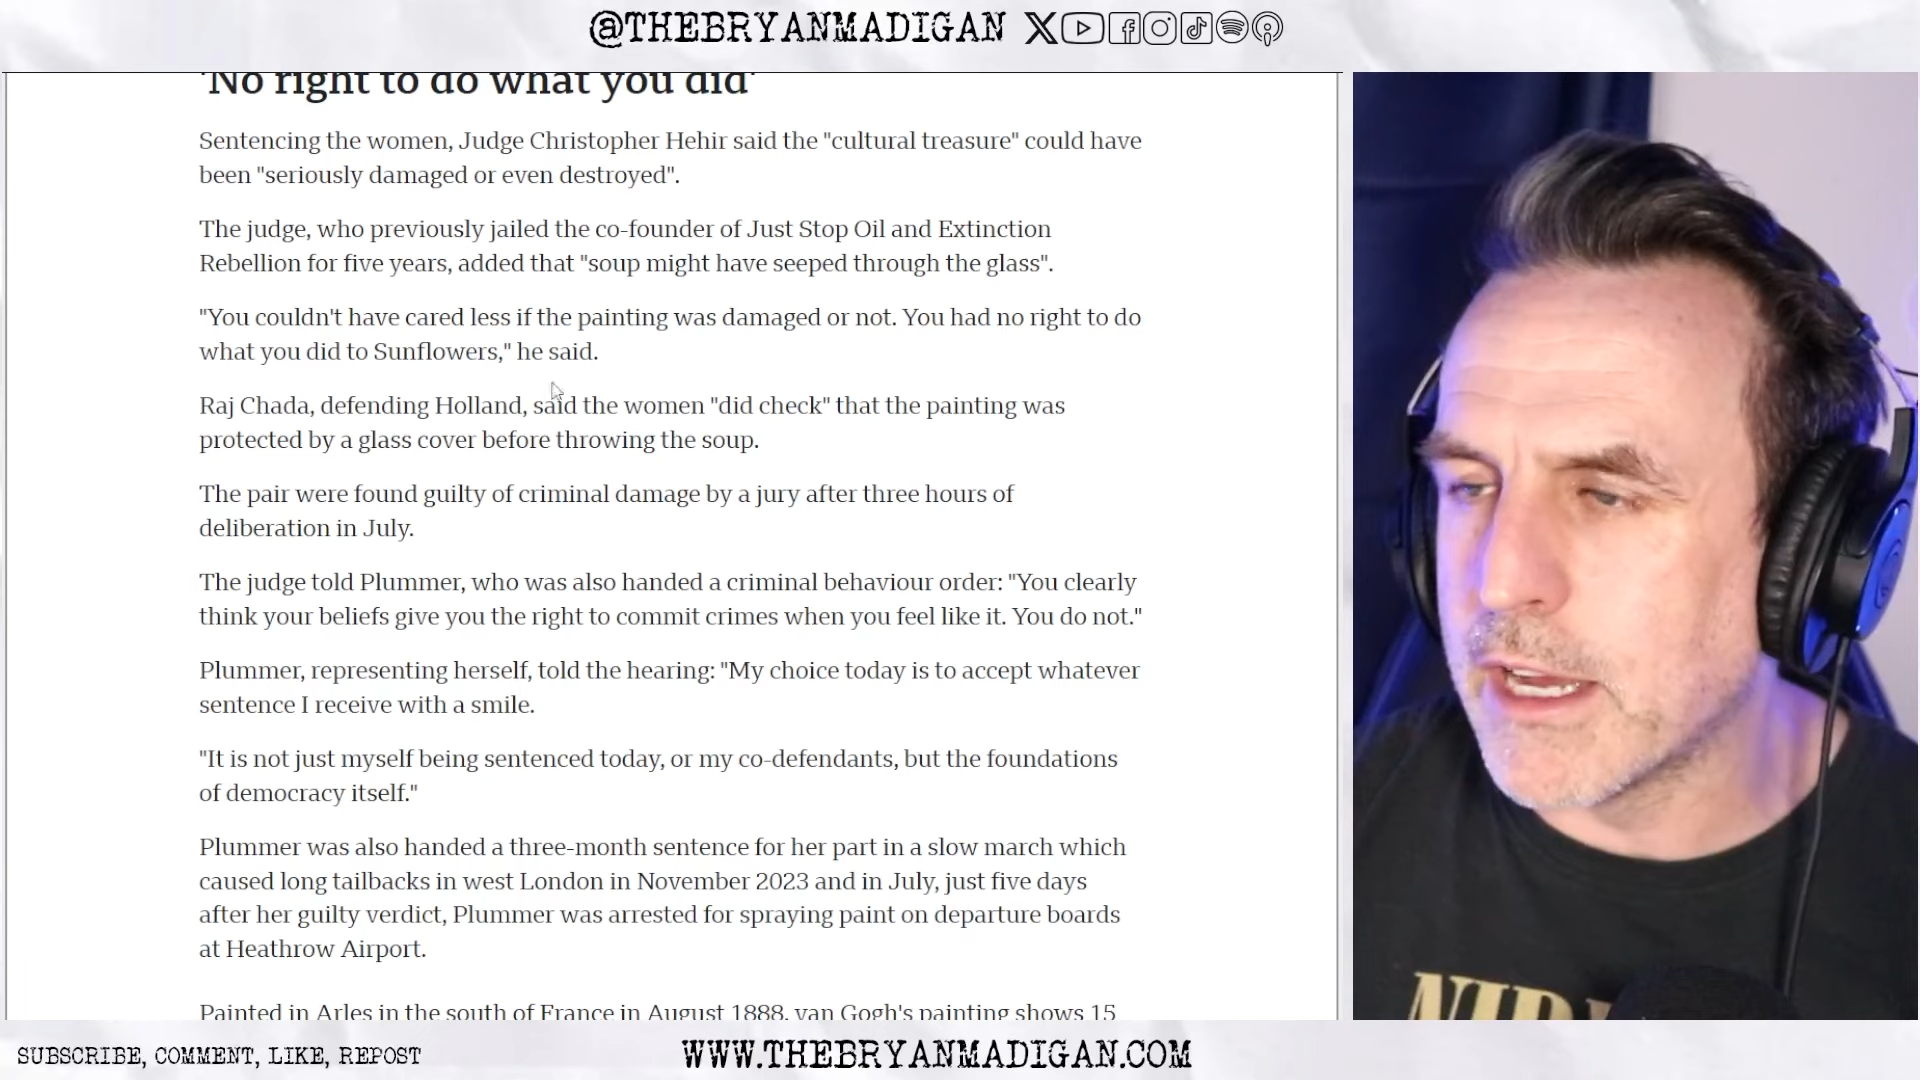 @THEBRYANMADIGAN
'No right to do what you did'
Sentencing the women, Judge Christopher Hehir said the "cultural treasure" could have
been "seriously damaged or even destroyed".
The judge, who previously jailed the co-founder of Just Stop Oil and Extinction
Rebellion for five years, added that "soup might have seeped through the glass".
"You couldn't have cared less if the painting was damaged or not. You had no right to do
what you did to Sunflowers," he said.
Raj Chada, defending Holland, said the women "did check" that the painting was
protected by a glass cover before throwing the soup.
The pair were found guilty of criminal damage by a jury after three hours of
deliberation in July.
The judge told Plummer, who was also handed a criminal behaviour order: "You clearly
think your beliefs give you the right to commit crimes when you feel like it. You do not."
Plummer, representing herself, told the hearing: "My choice today is to accept whatever
sentence I receive with a smile.
"It is not just myself being sentenced today, or my co-defendants, but the foundations
of democracy itself."
Plummer was also handed a three-month sentence for her part in a slow march which
caused long tailbacks in west London in November 2023 and in July, just five days
after her guilty verdict, Plummer was arrested for spraying paint on departure boards
at Heathrow Airport.
Painted in Arles in the south of France in August 1888, van Gogh's painting shows 15
SUBSCRIBE, COMMENT, LIKE, REPOST
WWW.THEBRYANMADIGAN.COM